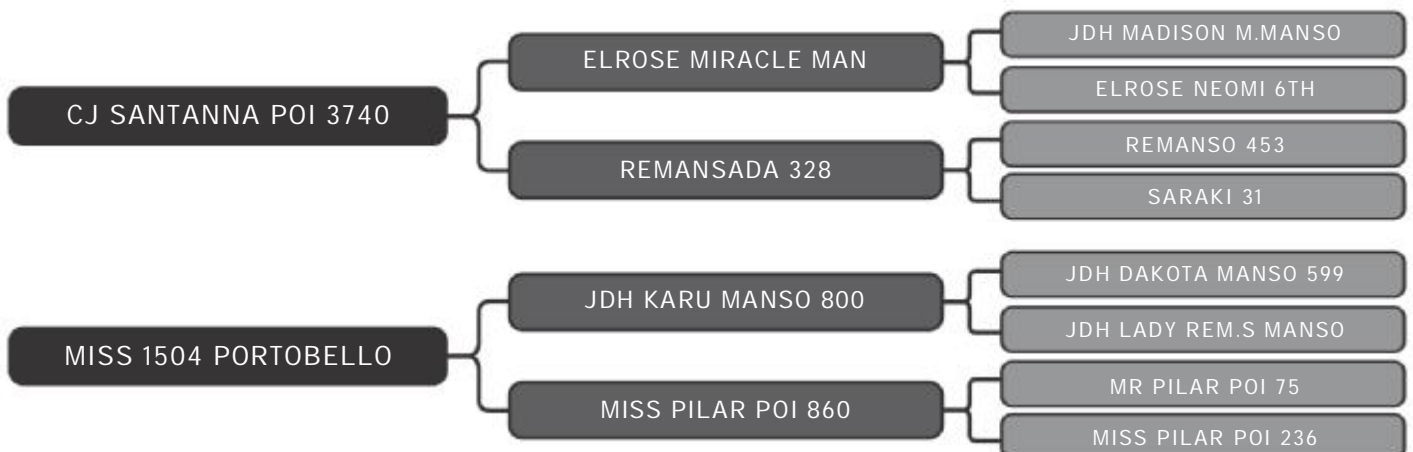 JDH MADISON M.MANSO
ELROSE MIRACLE MAN
ELROSE NEOMI 6TH
CJ SANTANNA POI 3740
REMANSO 453
REMANSADA 328
SARAKI 31
JDH DAKOTA MANSO 599
JDH KARU MANSO 800
JDH LADY REM.S MANSO
MISS 1504 PORTOBELLO
MR PILAR POI 75
MISS PILAR POI 860
MISS PILAR POI 236